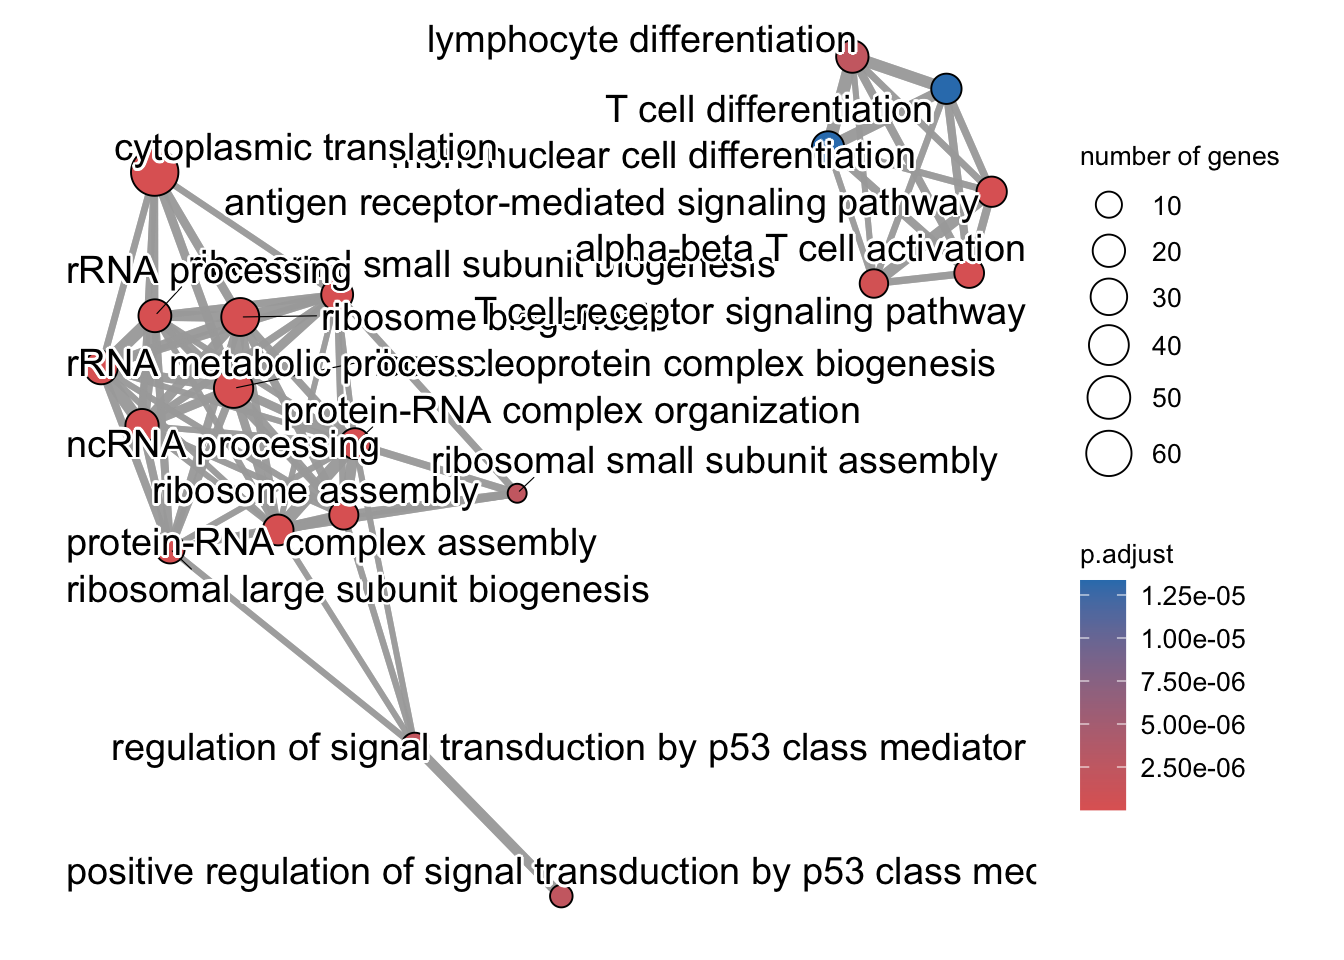 lymphocyte differentiation
T cell differentiation
cytoplasmic translation
mononuclear cell differentiation
antigen receptor-mediated signaling pathway
alpha-beta T cell activation
rRNA processing
ribosomal small subunit biogenesis
T cell receptor signaling pathway
ribosome biogenesis
rRNA metabolic process
complex biogenesis
protein-RNA complex organization
ncRNA processing
ribosomal small subunit assembly
ribosome assembly
protein-RNA complex assembly
ribosomal large subunit biogenesis
regulation of signal transduction by p53 class mediator
positive regulation of signal transduction by p53 class med
number of genes
10
20
30
40
50
60
p.adjust
1.25e-05
1.00e-05
7.50e-06
5.00e-06
2.50e-06